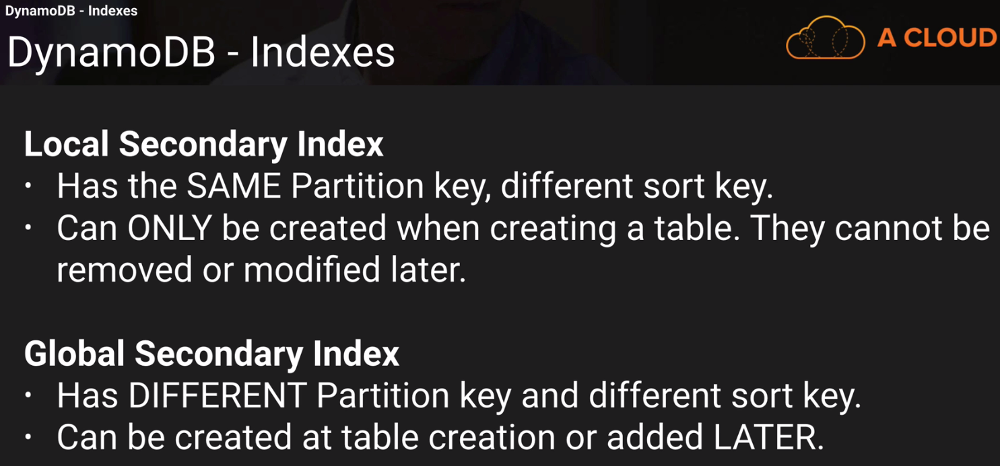 DynamoDB - Indexes
DynamoDB - Indexes
A CLOUD
Local Secondary Index
• Has the SAME Partition key, different sort key.
• Can ONLY be created when creating a table. They cannot be
removed or modified later.
Global Secondary Index
• Has DIFFERENT Partition key and different sort key.
• Can be created at table creation or added LATER.